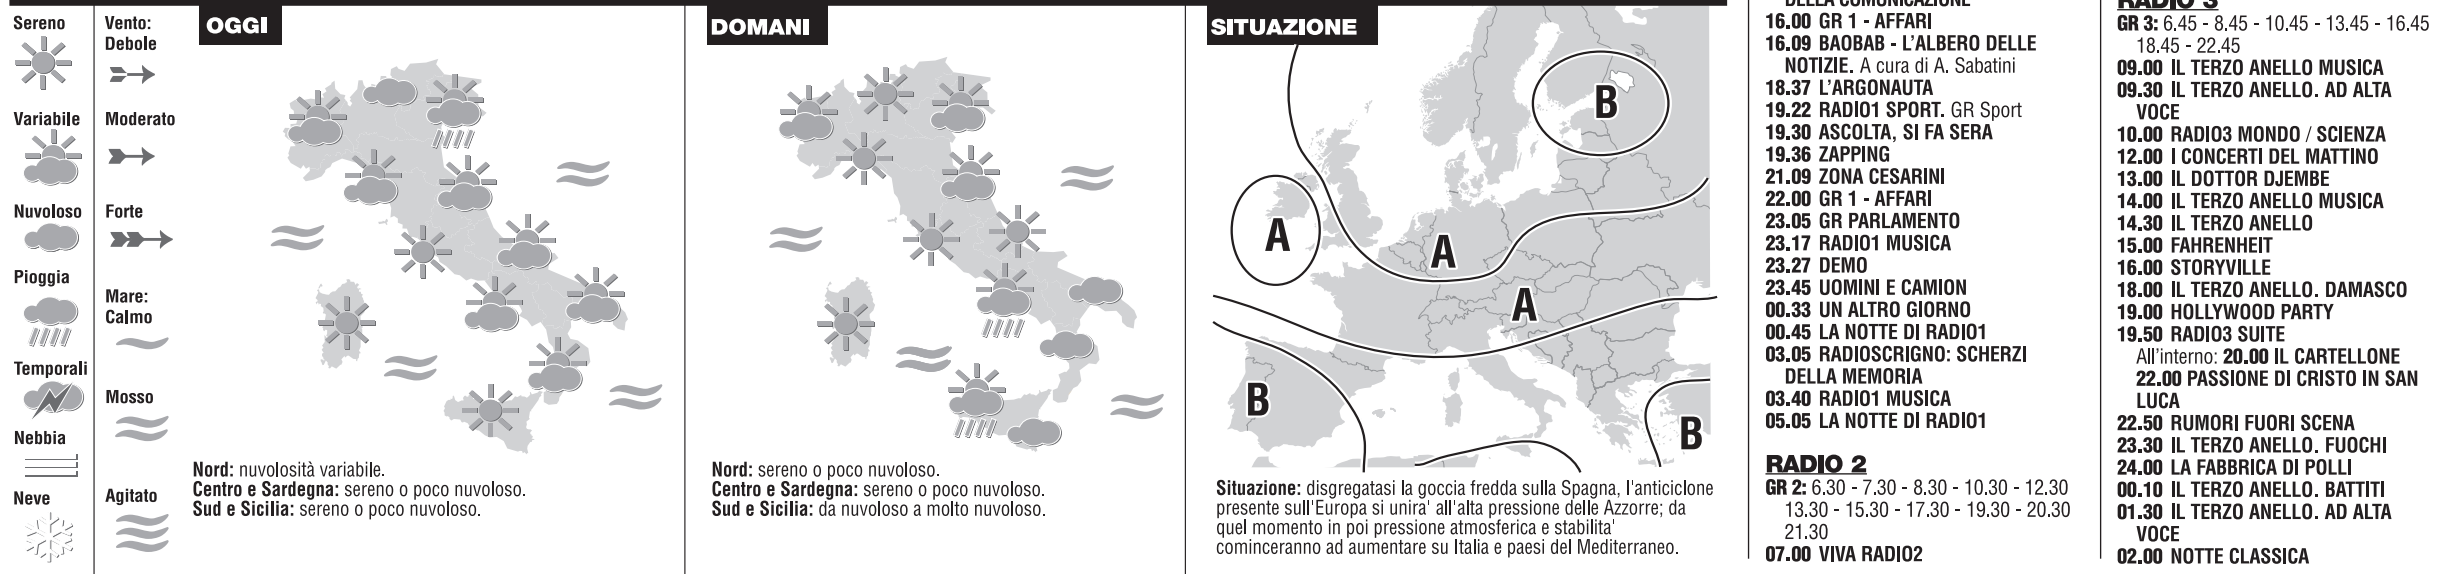 Sereno
Variabile
Nuvoloso
Pioggia
Temporali
Nebbia
Neve
Vento:
Debole
Moderato
Forte
Mare:
Calmo
Mosso
Agitato
OGGI
Nord: nuvolosità variabile.
Centro e Sardegna: sereno o poco nuvoloso.
Sud e Sicilia: sereno o poco nuvoloso.
DOMANI
Nord: sereno o poco nuvoloso.
Centro e Sardegna: sereno o poco nuvoloso.
Sud e Sicilia: da nuvoloso a molto nuvoloso.
SITUAZIONE
B
A
A
A
B
B
Situazione: disgregatasi la goccia fredda sulla Spagna, l'anticiclone
presente sull'Europa si unira' all'alta pressione delle Azzorre; da
quel momento in poi pressione atmosferica e stabilita'
cominceranno ad aumentare su Italia e paesi del Mediterraneo.
DELLA COMUNICAZIONE
16.00 GR 1 - AFFARI
16.09 BAOBAB - L'ALBERO DELLE
NOTIZIE. A cura di A. Sabatini
18.37 L'ARGONAUTA
19.22 RADIO1 SPORT. GR Sport
19.30 ASCOLTA, SI FA SERA
19.36 ZAPPING
21.09 ZONA CESARINI
22.00 GR 1 - AFFARI
23.05 GR PARLAMENTO
23.17 RADIO1 MUSICA
23.27 DEMO
23.45 UOMINI E CAMION
00.33 UN ALTRO GIORNO
00.45 LA NOTTE DI RADIO1
03.05 RADIOSCRIGNO: SCHERZI
DELLA MEMORIA
03.40 RADIO1 MUSICA
05.05 LA NOTTE DI RADIO1
RADIO 2
GR 2: 6.30 - 7.30 - 8.30 - 10.30 - 12.30
13.30 - 15.30 - 17.30 - 19.30 - 20.30
21.30
07.00 VIVA RADIO2
RADIO 3
GR 3: 6.45 - 8.45 - 10.45 - 13.45 - 16.45
18.45 - 22.45
09.00 IL TERZO ANELLO MUSICA
09.30 IL TERZO ANELLO. AD ALTA
VOCE
10.00 RADIO3 MONDO / SCIENZA
12.00 I CONCERTI DEL MATTINO
13.00 IL DOTTOR DJEMBE
14.00 IL TERZO ANELLO MUSICA
14.30 IL TERZO ANELLO
15.00 FAHRENHEIT
16.00 STORYVILLE
18.00 IL TERZO ANELLO. DAMASCO
19.00 HOLLYWOOD PARTY
19.50 RADIO3 SUITE
All'interno: 20.00 IL CARTELLONE
22.00 PASSIONE DI CRISTO IN SAN
LUCA
22.50 RUMORI FUORI SCENA
23.30 IL TERZO ANELLO. FUOCHI
24.00 LA FABBRICA DI POLLI
00.10 IL TERZO ANELLO. BATTITI
01.30 IL TERZO ANELLO. AD ALTA
VOCE
02.00 NOTTE CLASSICA